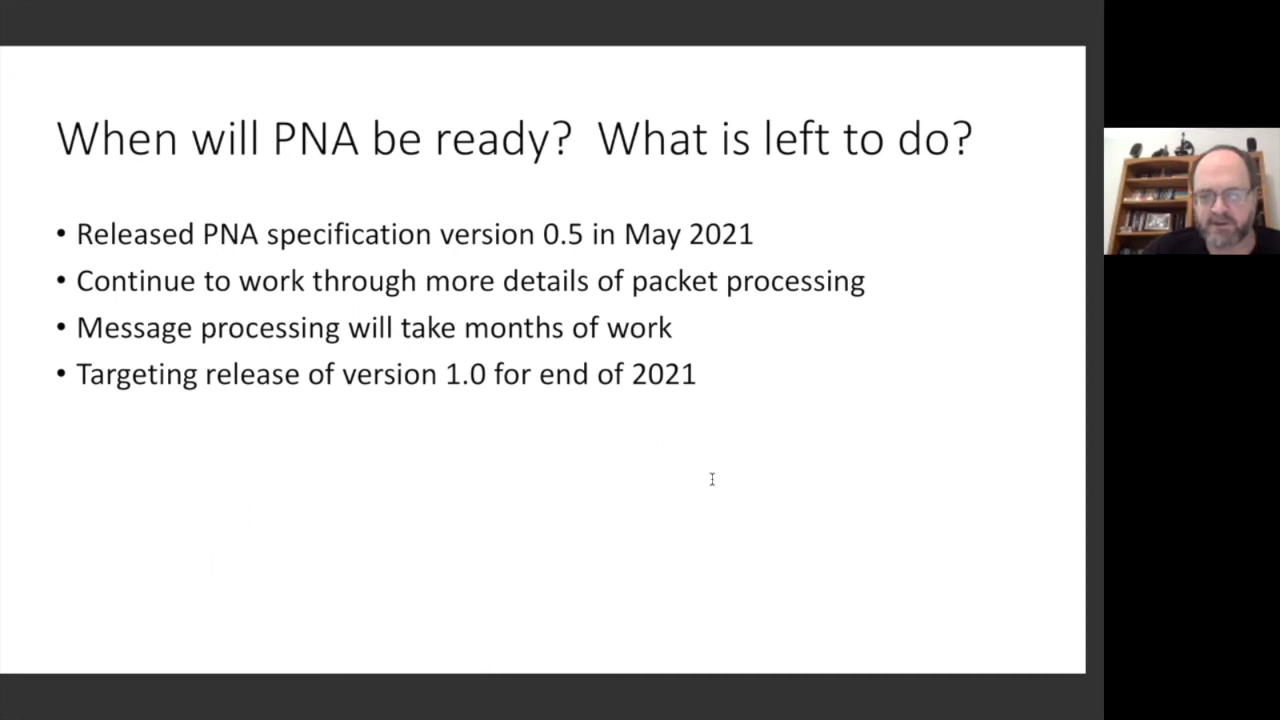 When will PNA be ready? What is left to do?
• Released PNA specification version 0.5 in May 2021
• Continue to work through more details of packet processing
• Message processing will take months of work
• Targeting release of version 1.0 for end of 2021